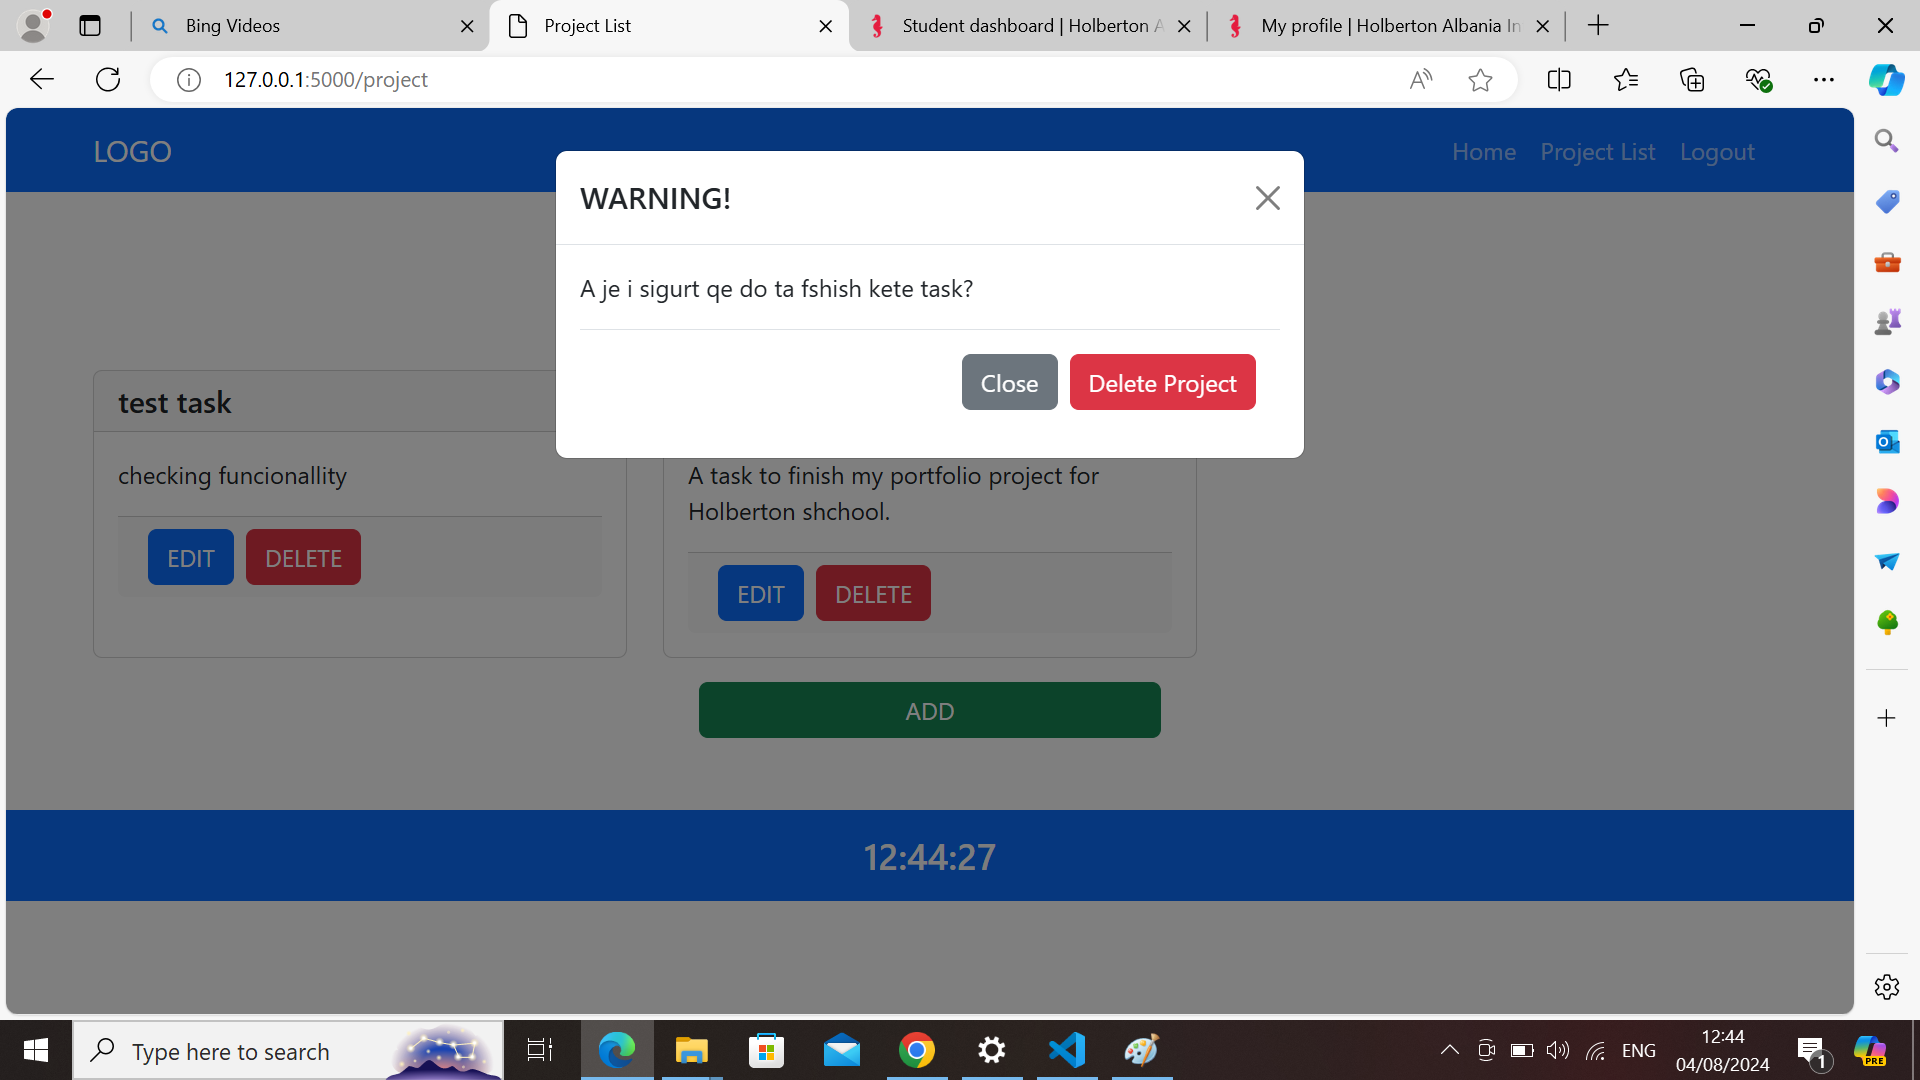 Bing Videos
Project List
Student dashboard | Holberton A
My profile | Holberton Albania In
127.0.0.1:5000/project
LOGO
Home
Project List
Logout
WARNING!
A je i sigurt qe do ta fshish kete task?
Close
Delete Project
test task
checking funcionallity
EDIT
DELETE
A task to finish my portfolio project for
Holberton shchool.
EDIT
DELETE
ADD
12:44:27
Type here to search
ENG
12:44
04/08/2024
1
PRE